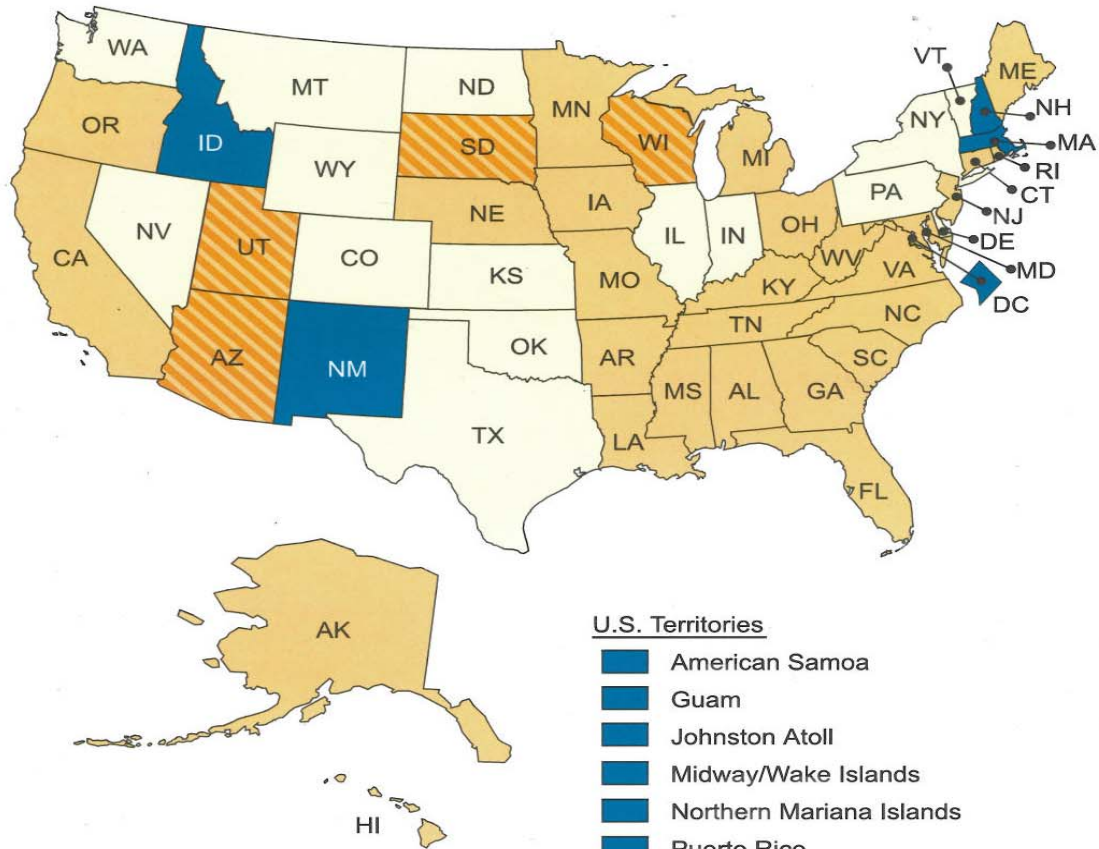 WA
MT
ND
MN
VT
ME
NH
MA
RI
CT
NJ
DE
MD
DC
OR
ID
WY
SD
WI
MI
NY
PA
NV
UT
CO
NE
IA
IL
IN
OH
WV
VA
CA
KS
MO
KY
NC
AZ
NM
OK
AR
TN
SC
TX
LA
MS
AL
GA
FL
AK
HI
U.S. Territories
American Samoa
Guam
Johnston Atoll
Midway/Wake Islands
Northern Mariana Islands
Puerto Rico